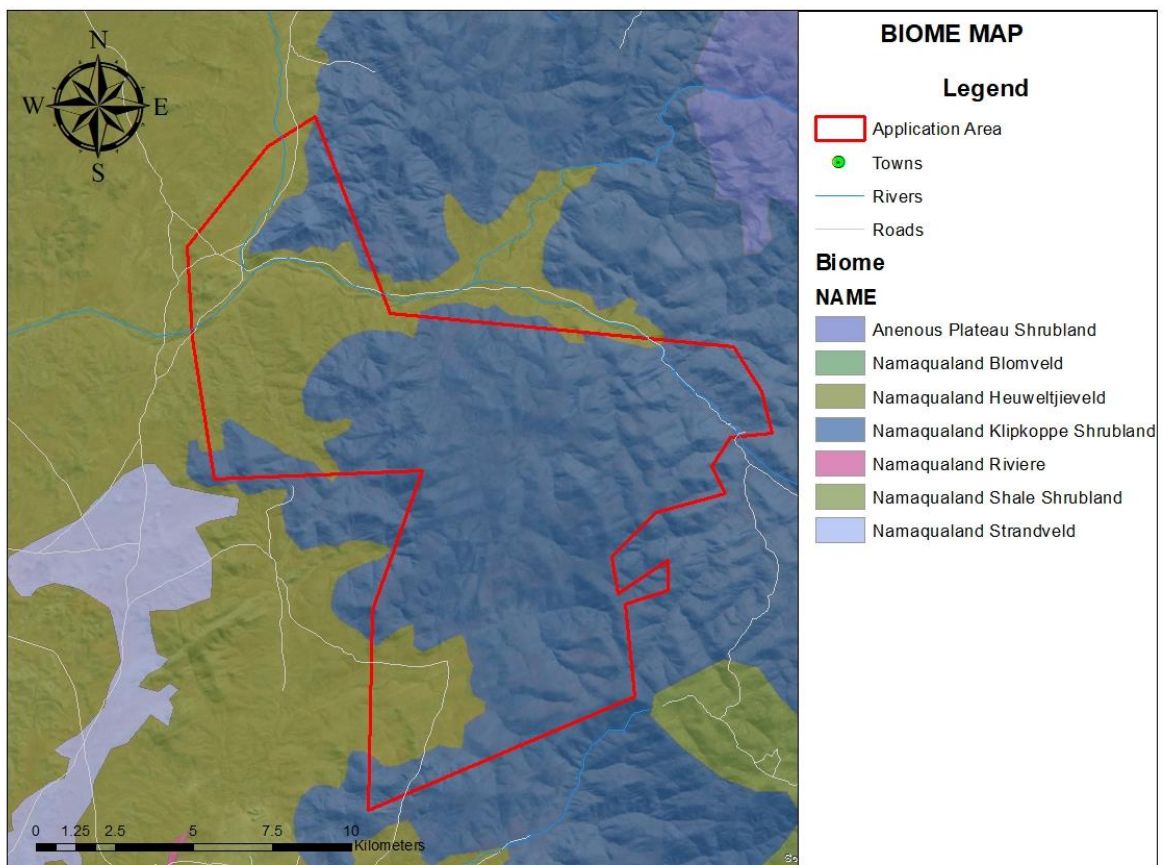 N
W E
S
0 1.25 2.5 5 7.5 10
Kilometers
BIOME MAP
Legend
Application Area
Towns
Rivers
Roads
Biome
NAME
Anenous Plateau Shrubland
Namaqualand Blomveld
Namaqualand Heuweltjieveld
Namaqualand Klipkoppe Shrubland
Namaqualand Riviere
Namaqualand Shale Shrubland
Namaqualand Strandveld